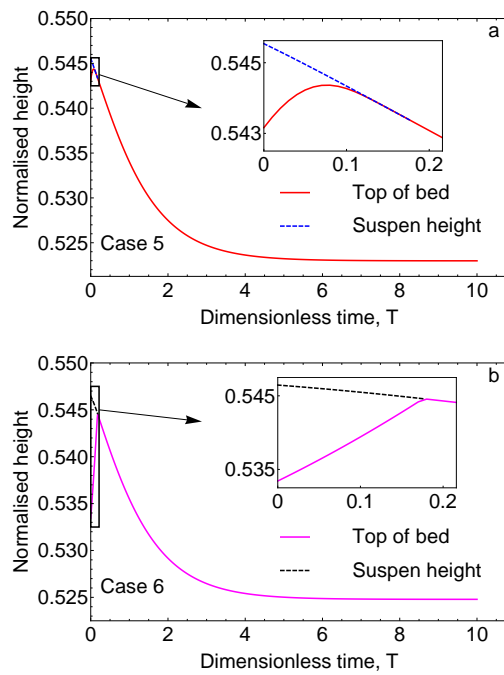 a
0.550
0.545
0.540
0.535
0.530
0.525
Normalised height
0.545
0.543
0
0.1
0.2
Top of bed
Suspen height
Case 5
0 2 4 6 8 10
Dimensionless time, T
b
0.550
0.545
0.540
0.535
0.530
0.525
Normalised height
0.545
0.535
0
0.1
0.2
Top of bed
Suspen height
Case 6
0 2 4 6 8 10
Dimensionless time, T